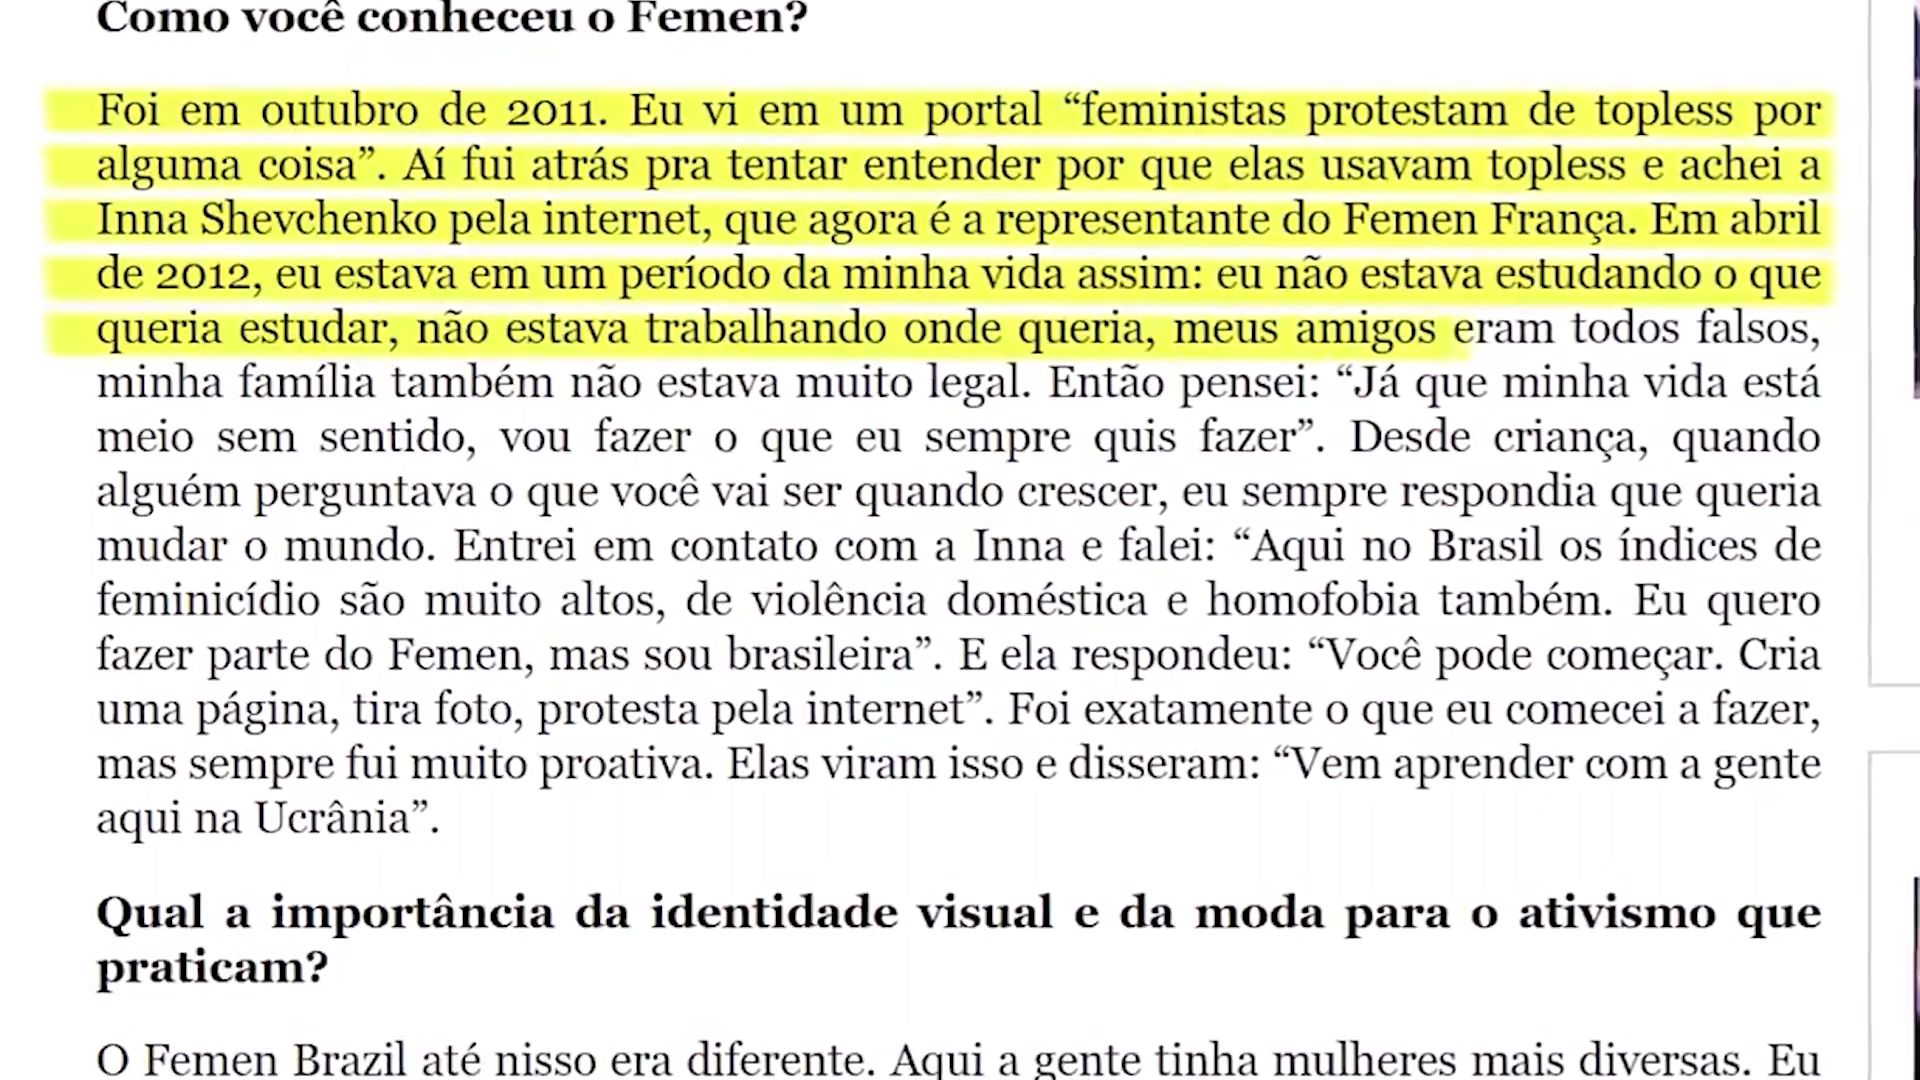 Como você conheceu o Femen?
Foi em outubro de 2011. Eu vi em um portal “feministas protestam de topless por
alguma coisa”. Aí fui atrás pra tentar entender por que elas usavam topless e achei a
Inna Shevchenko pela internet, que agora é a representante do Femen França. Em abril
de 2012, eu estava em um período da minha vida assim: eu não estava estudando o que
queria estudar, não estava trabalhando onde queria, meus amigos eram todos falsos,
minha família também não estava muito legal. Então pensei: “Já que minha vida está
meio sem sentido, vou fazer o que eu sempre quis fazer”. Desde criança, quando
alguém perguntava o que você vai ser quando crescer, eu sempre respondia que queria
mudar o mundo. Entrei em contato com a Inna e falei: “Aqui no Brasil os índices de
feminicídio são muito altos, de violência doméstica e homofobia também. Eu quero
fazer parte do Femen, mas sou brasileira”. E ela respondeu: “Você pode começar. Cria
uma página, tira foto, protesta pela internet”. Foi exatamente o que eu comecei a fazer,
mas sempre fui muito proativa. Elas viram isso e disseram: “Vem aprender com a gente
aqui na Ucrânia”.
Qual a importância da identidade visual e da moda para o ativismo que
praticam?
O Femen Brazil até nisso era diferente. Aqui a gente tinha mulheres mais diversas. Eu